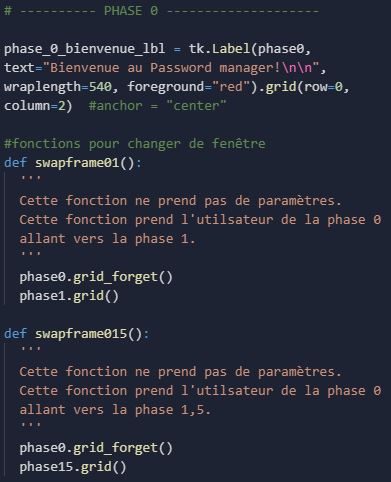 # ---------- PHASE 0 --------------------
phase_0_bienvenue_lbl = tk.Label(phase0,
text="Bienvenue au Password manager!\n\n",
wraplength=540, foreground="red").grid(row=0,
column=2)  #anchor = "center"
#fonctions pour changer de fenêtre
def swapframe01():
  '''
  Cette fonction ne prend pas de paramètres.
  Cette fonction prend l'utilsateur de la phase 0
  allant vers la phase 1.
  '''
  phase0.grid_forget()
  phase1.grid()
def swapframe015():
  '''
  Cette fonction ne prend pas de paramètres.
  Cette fonction prend l'utilsateur de la phase 0
  allant vers la phase 1,5.
  '''
  phase0.grid_forget()
  phase15.grid()